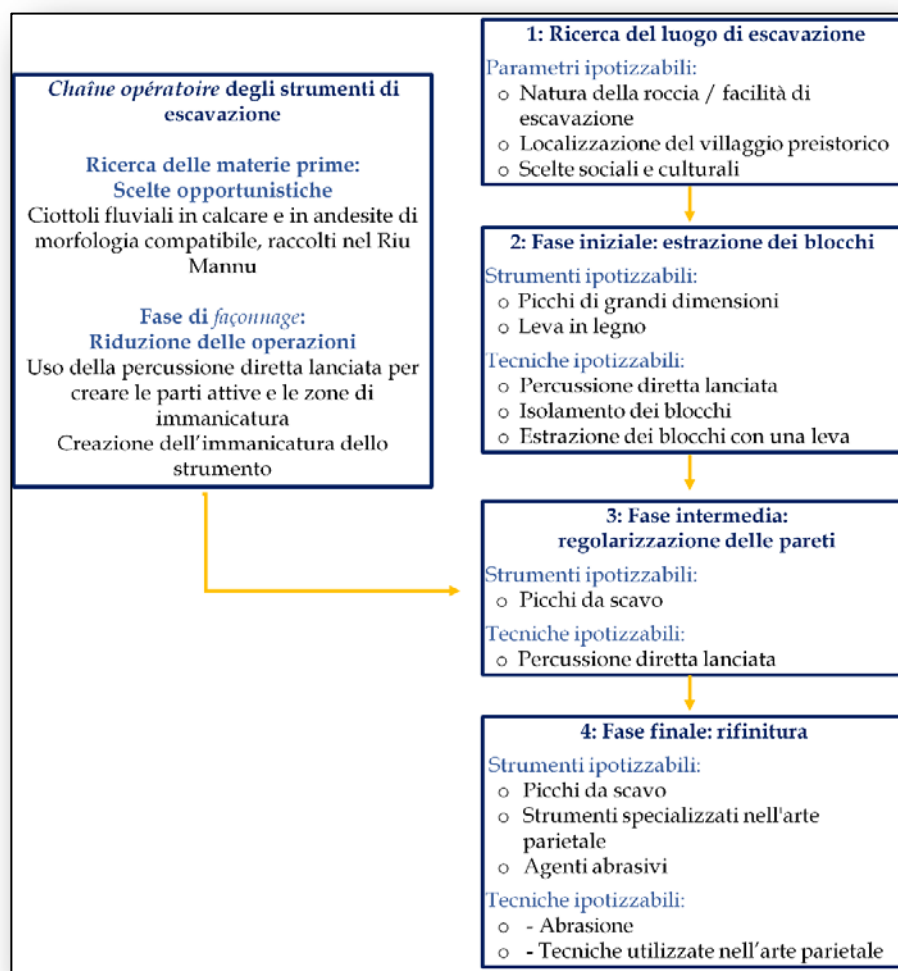 Chaîne opératoire degli strumenti di
escavazione
Ricerca delle materie prime:
Scelte opportunistiche
Ciottoli fluviali in calcare e in andesite di
morfologia compatibile, raccolti nel Riu
Mannu
Fase di façonnage:
Riduzione delle operazioni
Uso della percussione diretta lanciata per
creare le parti attive e le zone di
immanicatura
Creazione dell'immanicatura dello
strumento
1: Ricerca del luogo di escavazione
Parametri ipotizzabili:
o Natura della roccia / facilità di
escavazione
o Localizzazione del villaggio preistorico
o Scelte sociali e culturali
2: Fase iniziale: estrazione dei blocchi
Strumenti ipotizzabili:
o Picchi di grandi dimensioni
o Leva in legno
Tecniche ipotizzabili:
o Percussione diretta lanciata
o Isolamento dei blocchi
o Estrazione dei blocchi con una leva
3: Fase intermedia:
regolarizzazione delle pareti
Strumenti ipotizzabili:
o Picchi da scavo
Tecniche ipotizzabili:
o Percussione diretta lanciata
4: Fase finale: rifinitura
Strumenti ipotizzabili:
o Picchi da scavo
o Strumenti specializzati nell'arte
parietale
o Agenti abrasivi
Tecniche ipotizzabili:
o - Abrasione
o - Tecniche utilizzate nell'arte parietale